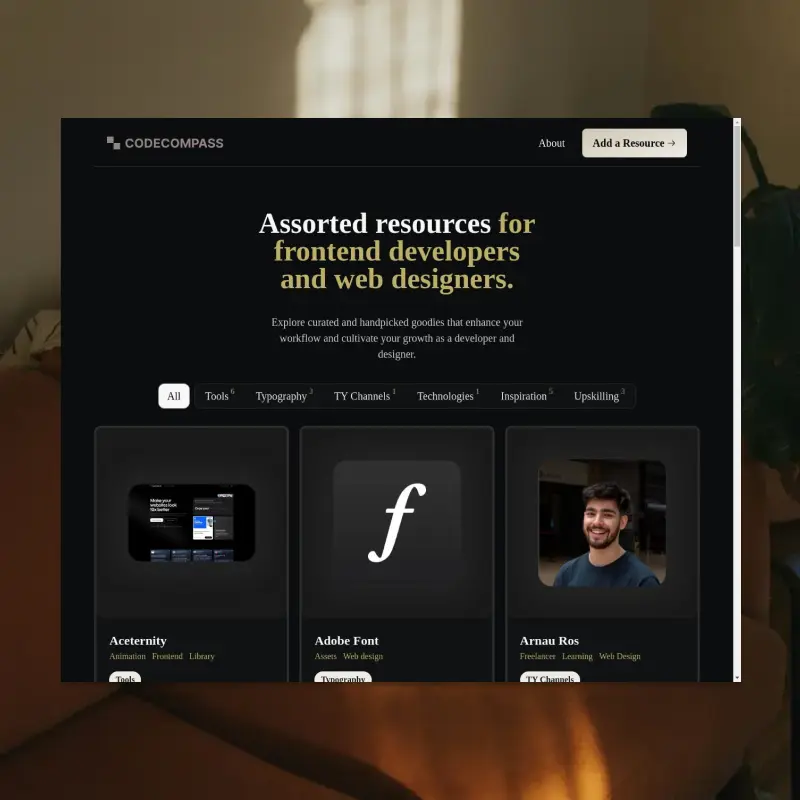 CODECOMPASS
About
Add a Resource →
Assorted resources for
frontend developers
and web designers.
Explore curated and handpicked goodies that enhance your
workflow and cultivate your growth as a developer and
designer.
All
Tools 6
Typography 3
TY Channels 1
Technologies 1
Inspiration 5
Upskilling 3
Make your
websites look
10x better
f
Aceternity
Animation Frontend Library
Tools
Adobe Font
Assets Web design
Typography
Arnau Ros
Freelancer Learning Web Design
TY Channels